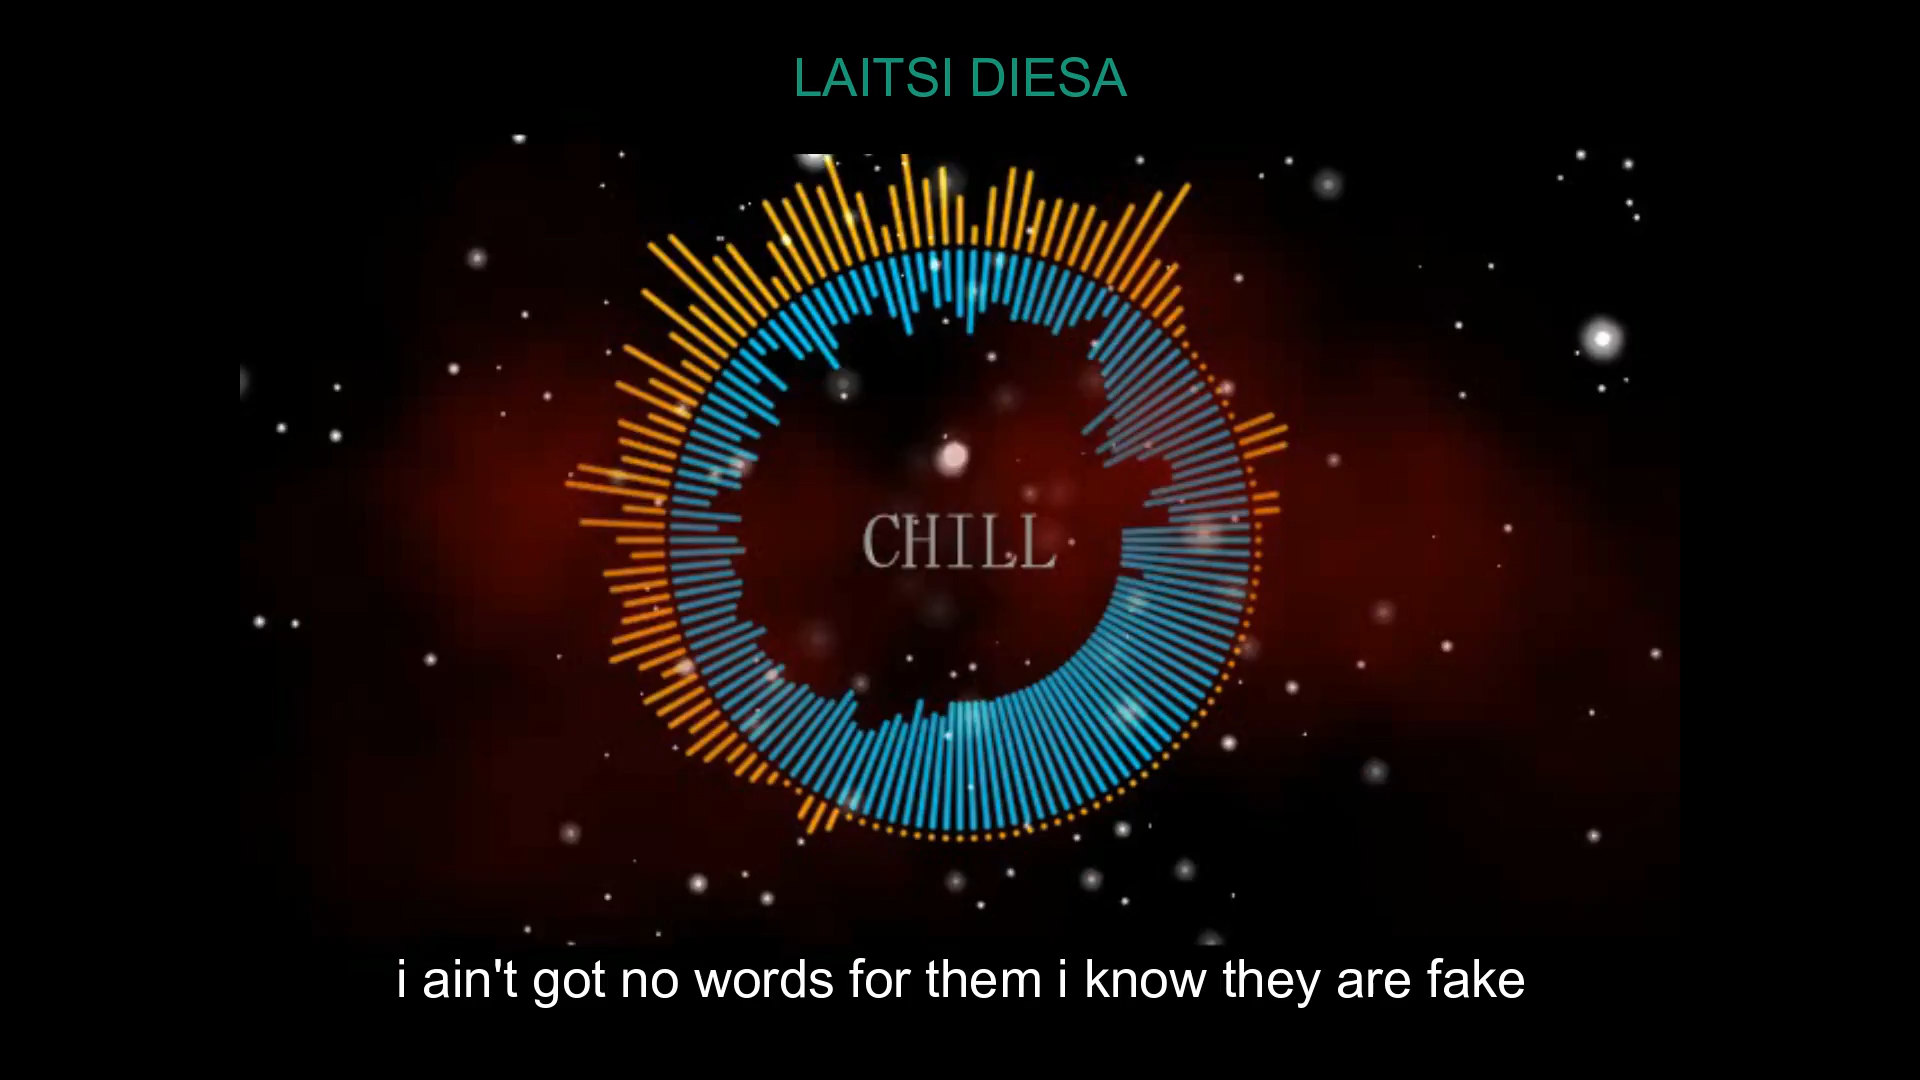 LAITSI DIESA
CHILL
i ain't got no words for them i know they are fake